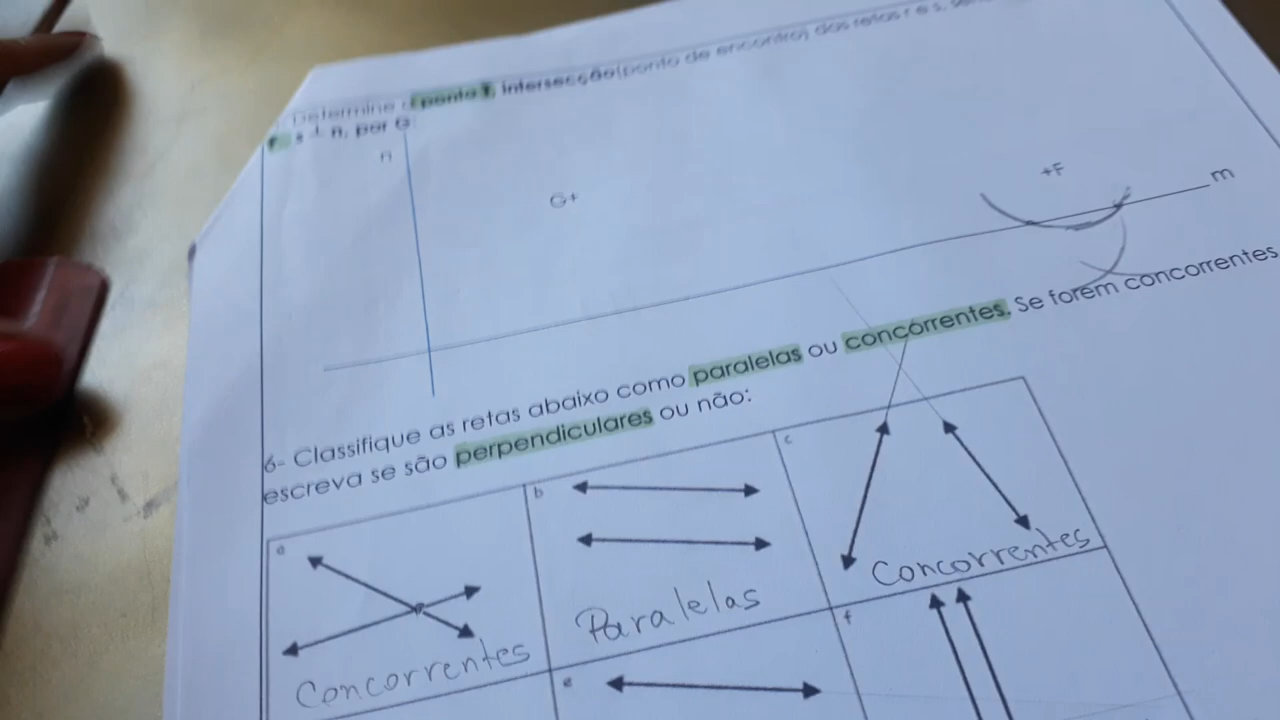 Determine o ponto I, intersecção(ponto de encontro) das retas r e s,
n, por G
n
G+
+F
m
6- Classifique as retas abaixo como paralelas ou concorrentes. Se forem concorrentes
escreva se são perpendiculares ou não:
a
b
c
Concorrentes
Paralelas
Concorrentes
e
f